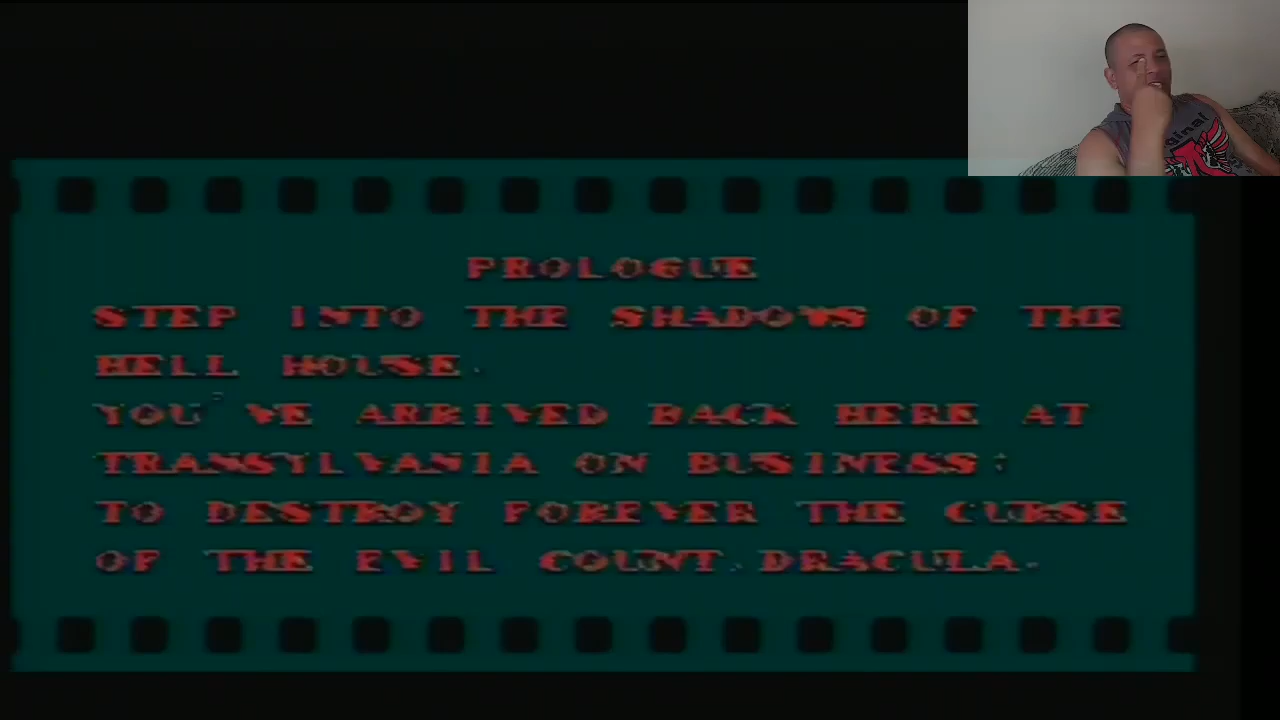 PROLOGUE
STEP INTO THE SHADOWS OF THE
HELL HOUSE.
YOU'VE ARRIVED BACK HERE AT
TRANSYLVANIA ON BUSINESS:
TO DESTROY FOREVER THE CURSE
OF THE EVIL COUNT.DRACULA.